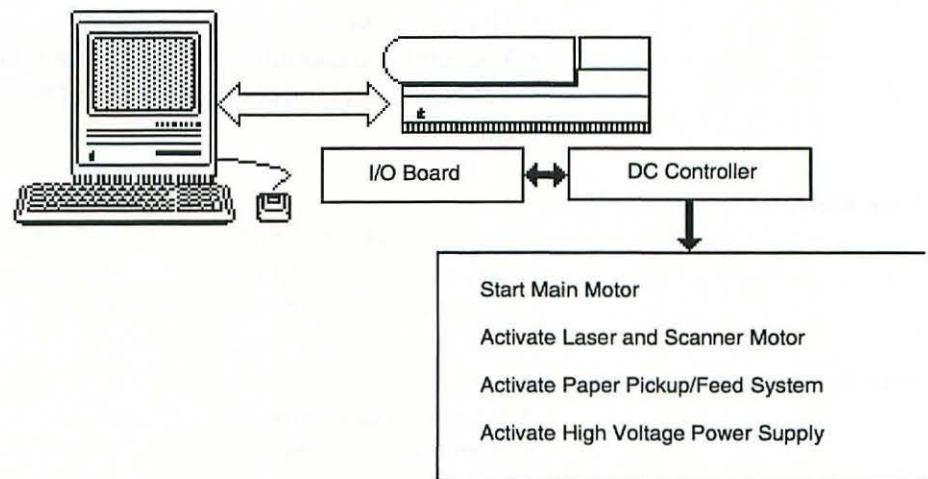 I/O Board
DC Controller
Start Main Motor
Activate Laser and Scanner Motor
Activate Paper Pickup/Feed System
Activate High Voltage Power Supply